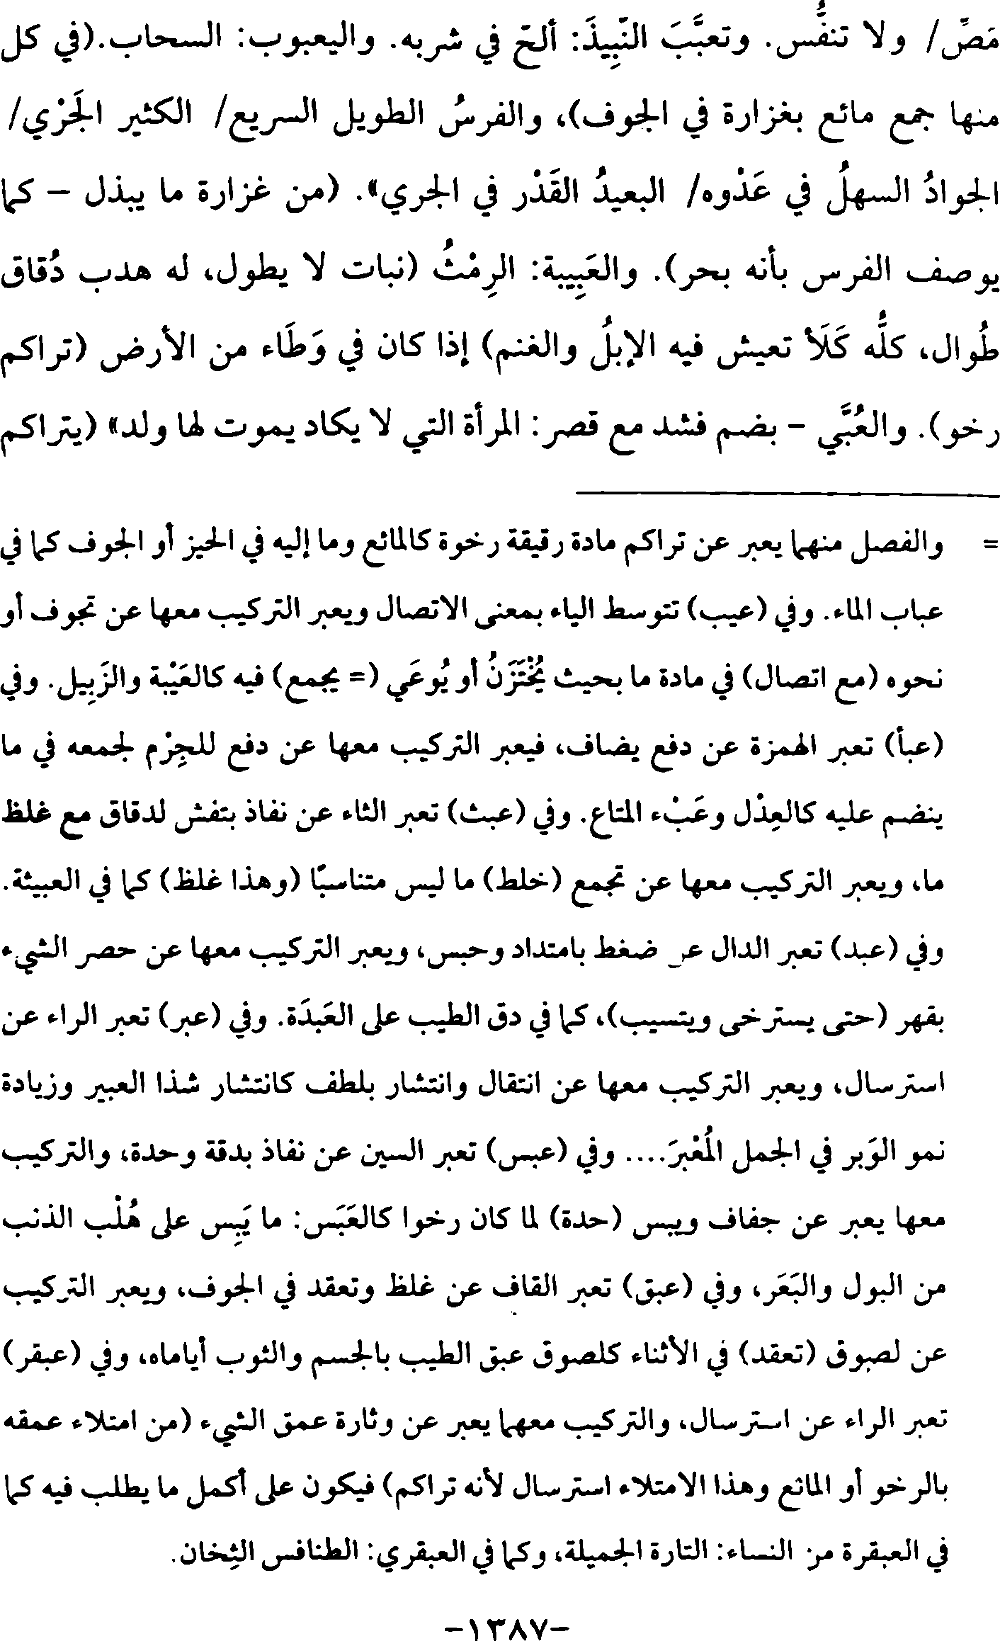 مَصٍّ/ ولا تنفُّس. وتعبَّبَ النَّبِيذَ: ألحّ في شربه. واليعبوب: السحاب.(في كل
منها جمع مائع بغزارة في الجوف)، والفرسُ الطويل السريع/ الكثير الجَرْي/
الجوادُ السهلُ في عَدْوه/ البعيدُ القَدْر في الجري». (من غزارة ما يبذل – كما
يوصف الفرس بأنه بحر). والعَبِيبة: الرِمْثُ (نبات لا يطول، له هدب دُقاق
طُوال، كلُّه كَلَأ تعيش فيه الإبلُ والغنم) إذا كان في وَطَاء من الأرض (تراكم
رخو). والعُبَّي – بضم فشد مع قصر: المرأة التي لا يكاد يموت لها ولد» (يتراكم
= والفصل منهما يعبر عن تراكم مادة رقيقة رخوة كالمائع وما إليه في الحيز أو الجوف كما في
عباب الماء. وفي (عيب) تتوسط الياء بمعنى الاتصال ويعبر التركيب معها عن تجوف أو
نحوه (مع اتصال) في مادة ما بحيث يُخْتَزَنُ أو يُوعَي (= يجمع) فيه كالعَيْبة والزَبِيل. وفي
(عبأ) تعبر الهمزة عن دفع يضاف، فيعبر التركيب معها عن دفع للجِرْم لجمعه في ما
ينضم عليه كالعِدْل وعَبْء المتاع. وفي (عبث) تعبر الثاء عن نفاذ بتفش لدقاق مع غلظ
ما، ويعبر التركيب معها عن تجمع (خلط) ما ليس متناسبًا (وهذا غلظ) كما في العبيثة.
وفي (عبد) تعبر الدال عن ضغط بامتداد وحبس، ويعبر التركيب معها عن حصر الشيء
بقهر (حتى يسترخى ويتسيب)، كما في دق الطيب على العَبَدَة. وفي (عبر) تعبر الراء عن
استرسال، ويعبر التركيب معها عن انتقال وانتشار بلطف كانتشار شذا العبير وزيادة
نمو الوَبر في الجمل المُعْبَرَ.... وفي (عبس) تعبر السين عن نفاذ بدقة وحدة، والتركيب
معها يعبر عن جفاف ويبس (حدة) لما كان رخوا كالعَبَس: ما يَبِس على هُلْب الذنب
من البول والبَعَر، وفي (عبق) تعبر القاف عن غلظ وتعقد في الجوف، ويعبر التركيب
عن لصوق (تعقد) في الأثناء كلصوق عبق الطيب بالجسم والثوب أياماه، وفي (عبقر)
تعبر الراء عن استرسال، والتركيب معهما يعبر عن وثارة عمق الشيء (من امتلاء عمقه
بالرخو أو المائع وهذا الامتلاء استرسال لأنه تراكم) فيكون على أكمل ما يطلب فيه كما
في العبقرة من النساء: التارة الجميلة، وكما في العبقري: الطنافس الثِخان.
-١٣٨٧-